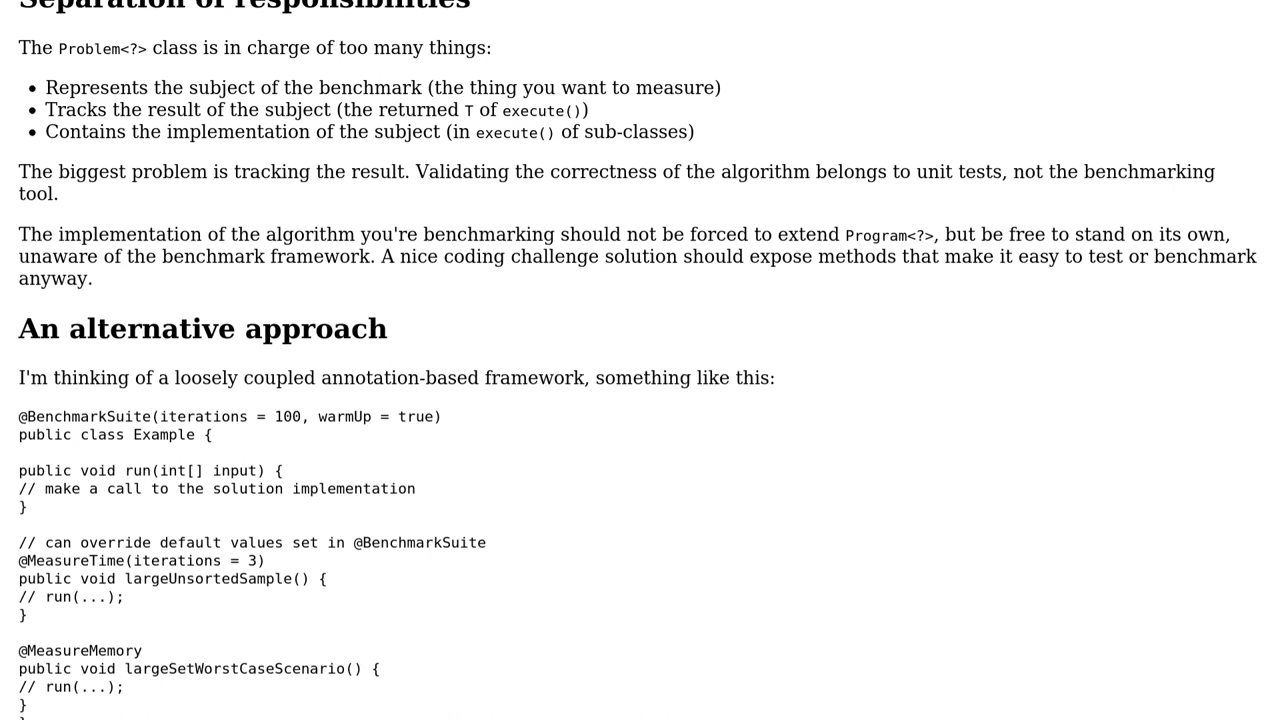 Separation of responsibilities
The Problem<?> class is in charge of too many things:
• Represents the subject of the benchmark (the thing you want to measure)
• Tracks the result of the subject (the returned T of execute())
• Contains the implementation of the subject (in execute() of sub-classes)
The biggest problem is tracking the result. Validating the correctness of the algorithm belongs to unit tests, not the benchmarking
tool.
The implementation of the algorithm you're benchmarking should not be forced to extend Program<?>, but be free to stand on its own,
unaware of the benchmark framework. A nice coding challenge solution should expose methods that make it easy to test or benchmark
anyway.
An alternative approach
I'm thinking of a loosely coupled annotation-based framework, something like this:
@BenchmarkSuite(iterations = 100, warmUp = true)
public class Example {
public void run(int[] input) {
// make a call to the solution implementation
}
// can override default values set in @BenchmarkSuite
@MeasureTime(iterations = 3)
public void largeUnsortedSample() {
// run(...);
}
@MeasureMemory
public void largeSetWorstCaseScenario() {
// run(...);
}
}